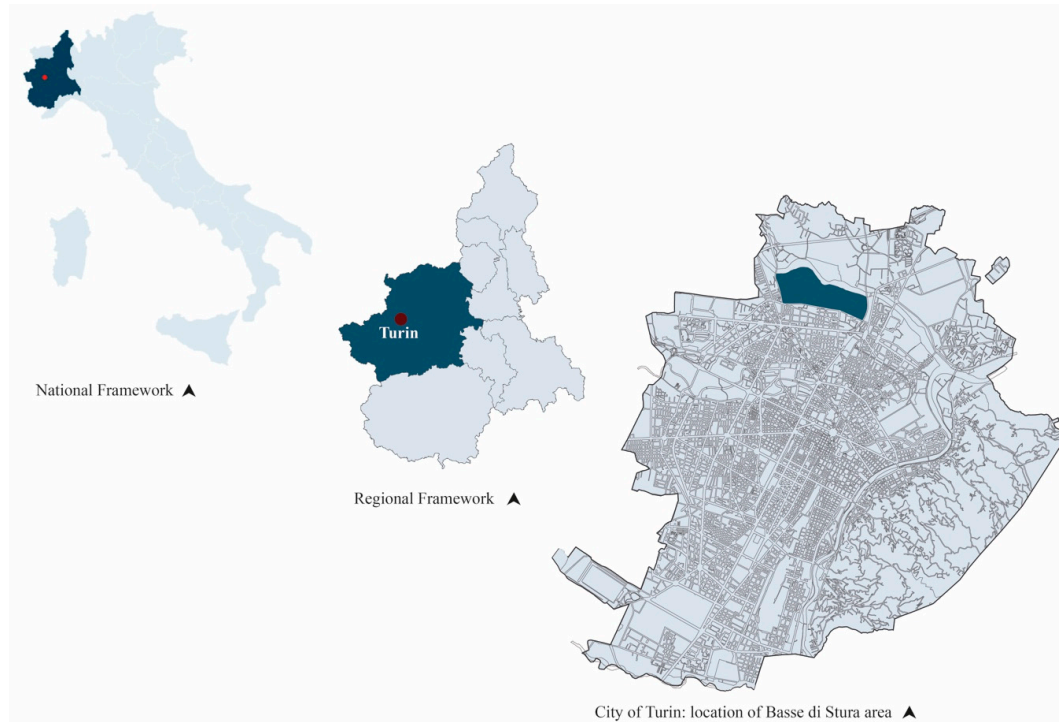 National Framework
Turin
Regional Framework
City of Turin: location of Basse di Stura area